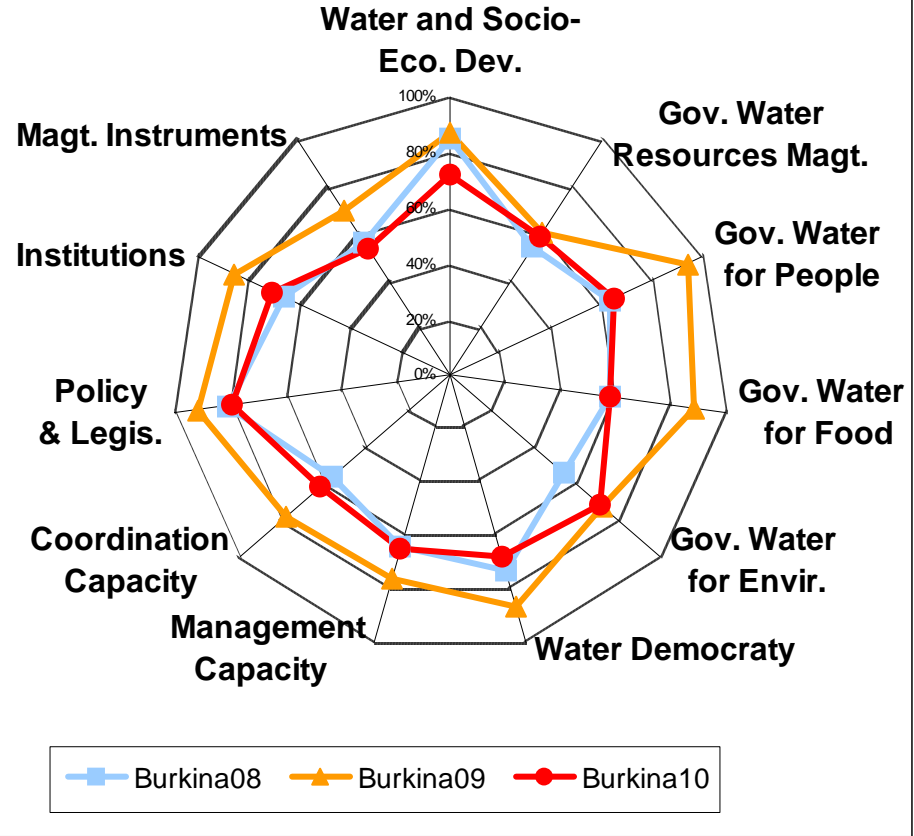 Water and Socio-
Eco. Dev.
100%
80%
60%
40%
20%
0%
Gov. Water
Resources Magt.
Gov. Water
for People
Gov. Water
for Food
Gov. Water
for Envir.
Water Democraty
Management
Capacity
Coordination
Capacity
Policy
& Legis.
Institutions
Magt. Instruments
Burkina08 Burkina09 Burkina10